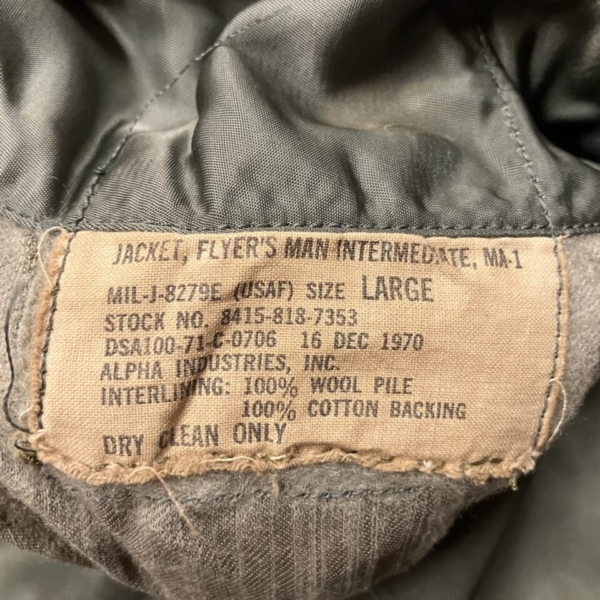 JACKET, FLYER'S MAN INTERMEDIATE, MA-1
MIL-J-8279E (USAF) SIZE LARGE
STOCK NO. 8415-818-7353
DSA100-71-C-0706 16 DEC 1970
ALPHA INDUSTRIES, INC.
INTERLINING: 100% WOOL PILE
100% COTTON BACKING
DRY CLEAN ONLY